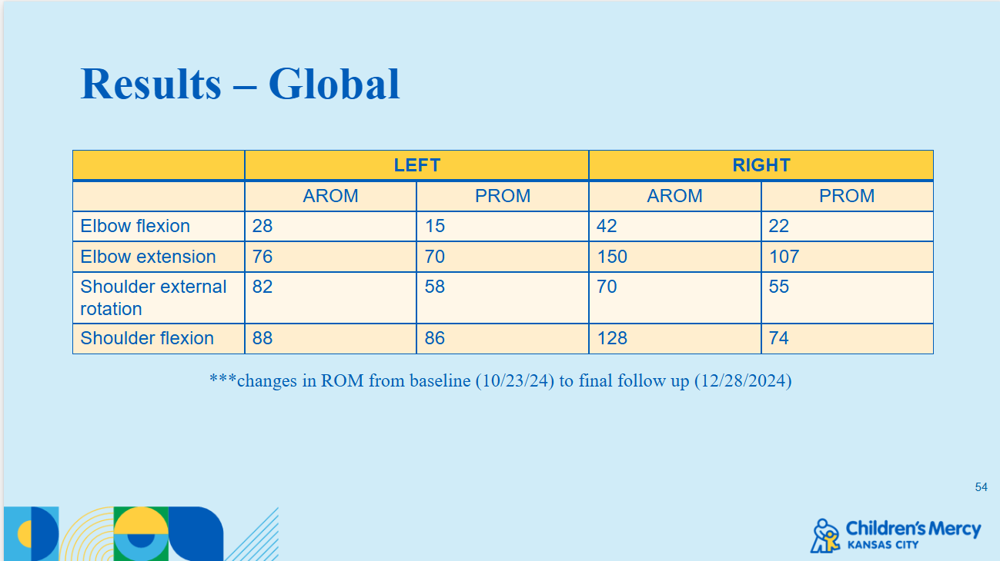 Results – Global
LEFT RIGHT
AROM PROM AROM PROM
Elbow flexion 28 15 42 22
Elbow extension 76 70 150 107
Shoulder external 82 58 70 55
rotation
Shoulder flexion 88 86 128 74
***changes in ROM from baseline (10/23/24) to final follow up (12/28/2024)
54
Children's Mercy
KANSAS CITY